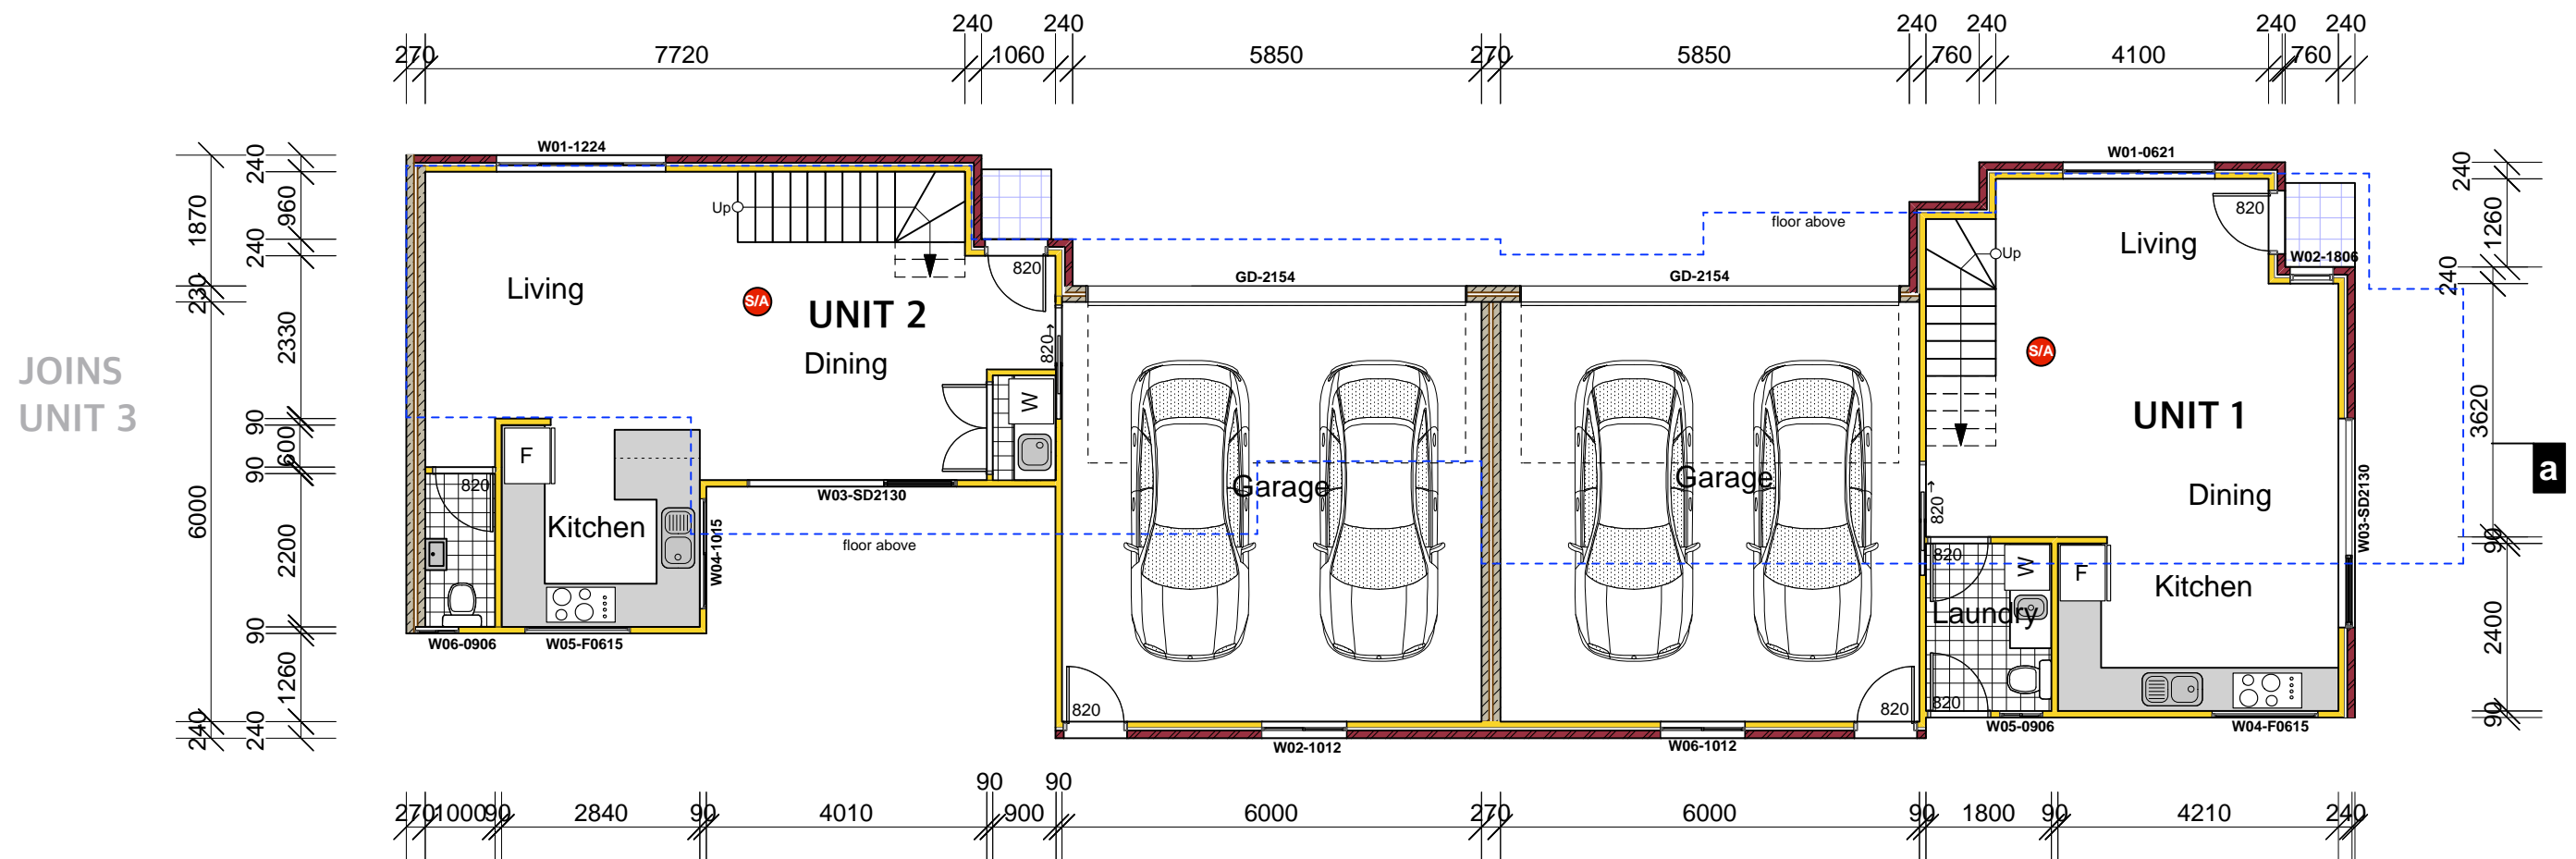 240 240 240 240 240 240
270 7720 1060 5850 270 5850 760 4100 760
W01-1224
W01-0621
240
1870
960
240
230
2330
90
600
90
6000
2200
90
1260
240
240
JOINS
UNIT 3
Up
820
Living
S/A
UNIT 2
Dining
820
W
F
820
Kitchen
W03-SD2130
W04-1015
floor above
W06-0906
W05-F0615
GD-2154
GD-2154
floor above
Garage
Garage
820
820
W02-1012
W06-1012
Up
820
Living
W02-1806
S/A
UNIT 1
Dining
820
W03-SD2130
820
W
F
Kitchen
Laundry
820
W05-0906
W04-F0615
240
1260
240
3620
a
90
2400
90
90 90
270 1000 90 2840 90 4010 900 6000 270 6000 90 1800 90 4210 240